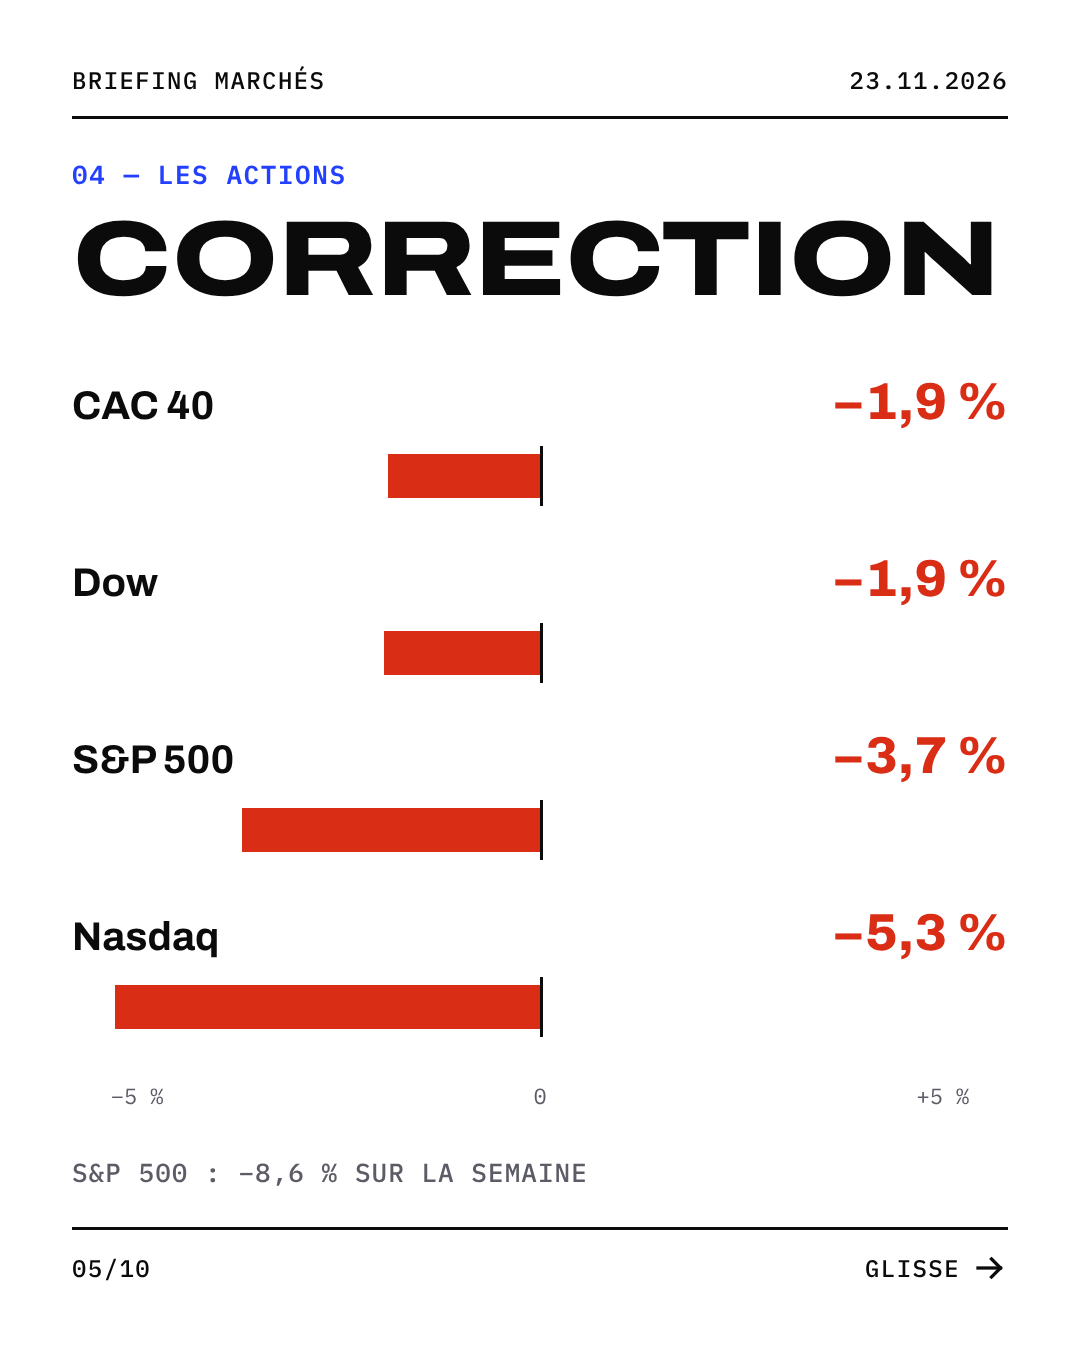 BRIEFING MARCHÉS 23.11.2026
04 — LES ACTIONS
CORRECTION
CAC 40 −1,9 %
Dow −1,9 %
S&P 500 −3,7 %
Nasdaq −5,3 %
−5 % 0 +5 %
S&P 500 : −8,6 % SUR LA SEMAINE
05/10 GLISSE →